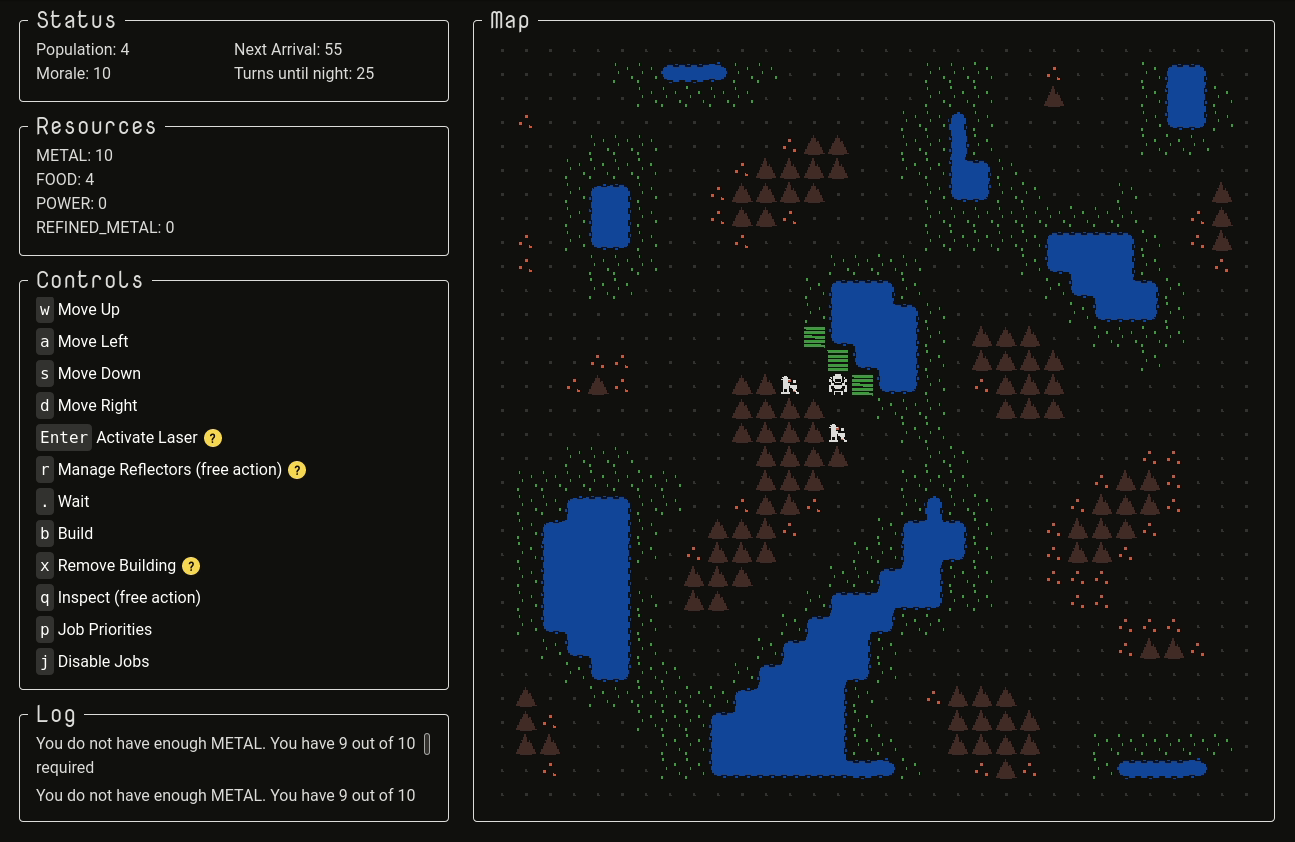 Status
Population: 4 Next Arrival: 55
Morale: 10 Turns until night: 25
Resources
METAL: 10
FOOD: 4
POWER: 0
REFINED_METAL: 0
Controls
w Move Up
a Move Left
s Move Down
d Move Right
Enter Activate Laser ?
r Manage Reflectors (free action) ?
. Wait
b Build
x Remove Building ?
q Inspect (free action)
p Job Priorities
j Disable Jobs
Log
You do not have enough METAL. You have 9 out of 10
required
You do not have enough METAL. You have 9 out of 10
Map